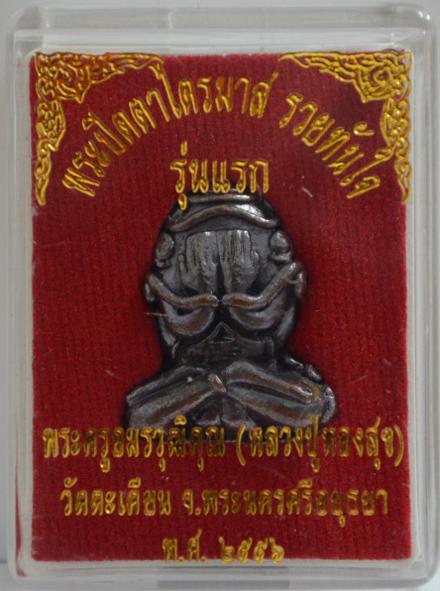 พระปิดตาไตรมาส รวยทันใจ
รุ่นแรก
พระครูอมรวุฒิคุณ (หลวงปู่ทองสุข)
วัดตะเคียน จ.พระนครศรีอยุธยา
พ.ศ. ๒๕๕๖